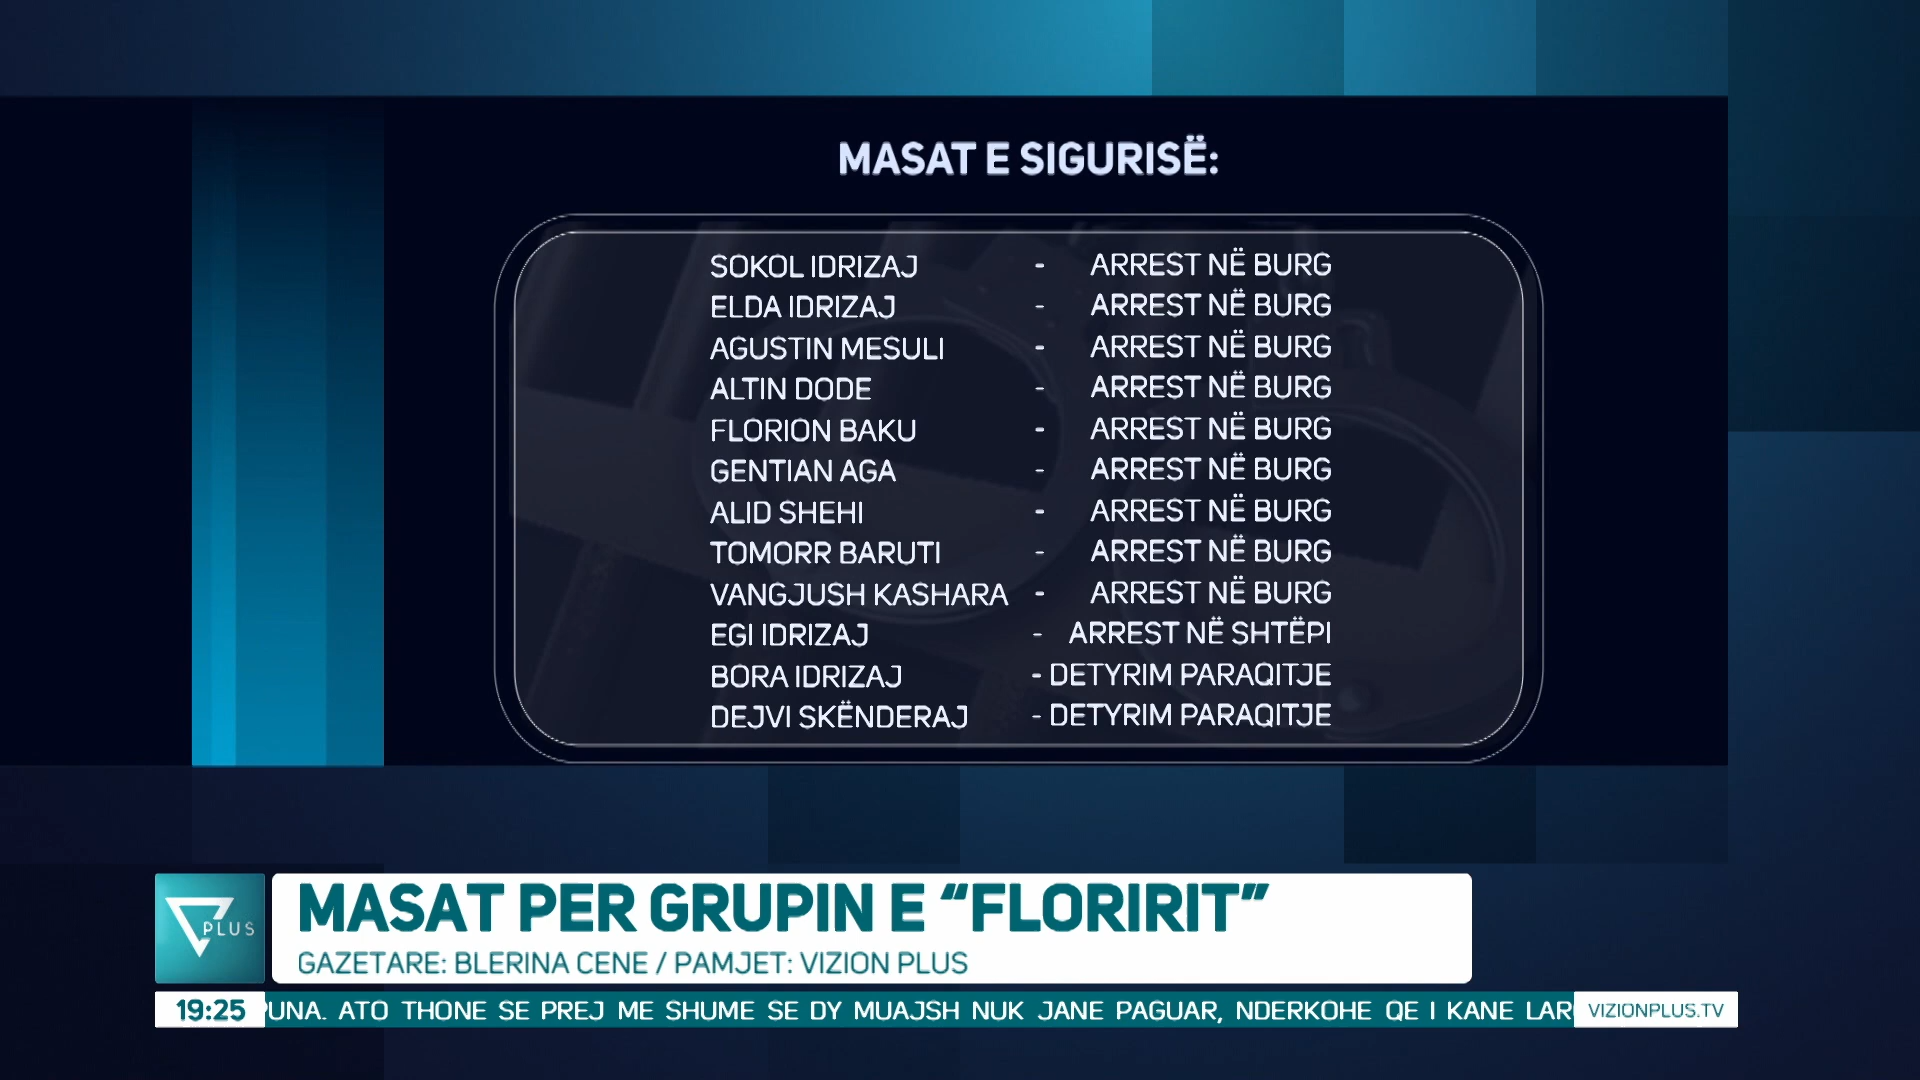 MASAT E SIGURISË:
SOKOL IDRIZAJ - ARREST NË BURG
ELDA IDRIZAJ - ARREST NË BURG
AGUSTIN MESULI - ARREST NË BURG
ALTIN DODE - ARREST NË BURG
FLORION BAKU - ARREST NË BURG
GENTIAN AGA - ARREST NË BURG
ALID SHEHI - ARREST NË BURG
TOMORR BARUTI - ARREST NË BURG
VANGJUSH KASHARA - ARREST NË BURG
EGI IDRIZAJ - ARREST NË SHTËPI
BORA IDRIZAJ - DETYRIM PARAQITJE
DEJVI SKËNDERAJ - DETYRIM PARAQITJE
PLUS
MASAT PER GRUPIN E “FLORIRIT”
GAZETARE: BLERINA CENE / PAMJET: VIZION PLUS
19:25 PUNA. ATO THONE SE PREJ ME SHUME SE DY MUAJSH NUK JANE PAGUAR, NDERKOHE QE I KANE LAR VIZIONPLUS.TV